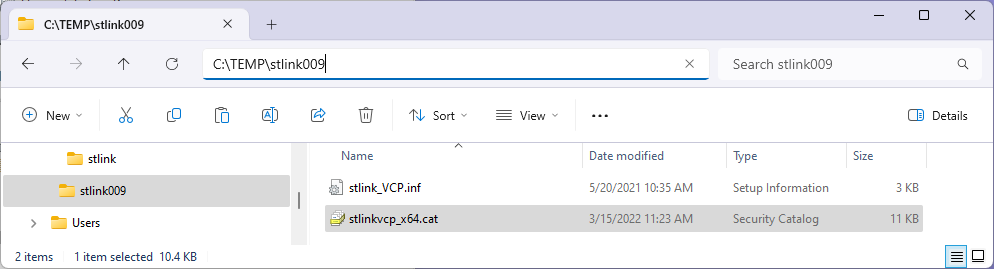 C:\TEMP\stlink009
C:\TEMP\stlink009 Search stlink009
New Sort View Details
Name Date modified Type Size
stlink
stlink_VCP.inf 5/20/2021 10:35 AM Setup Information 3 KB
stlink009
stlinkvcp_x64.cat 3/15/2022 11:23 AM Security Catalog 11 KB
Users
2 items 1 item selected 10.4 KB